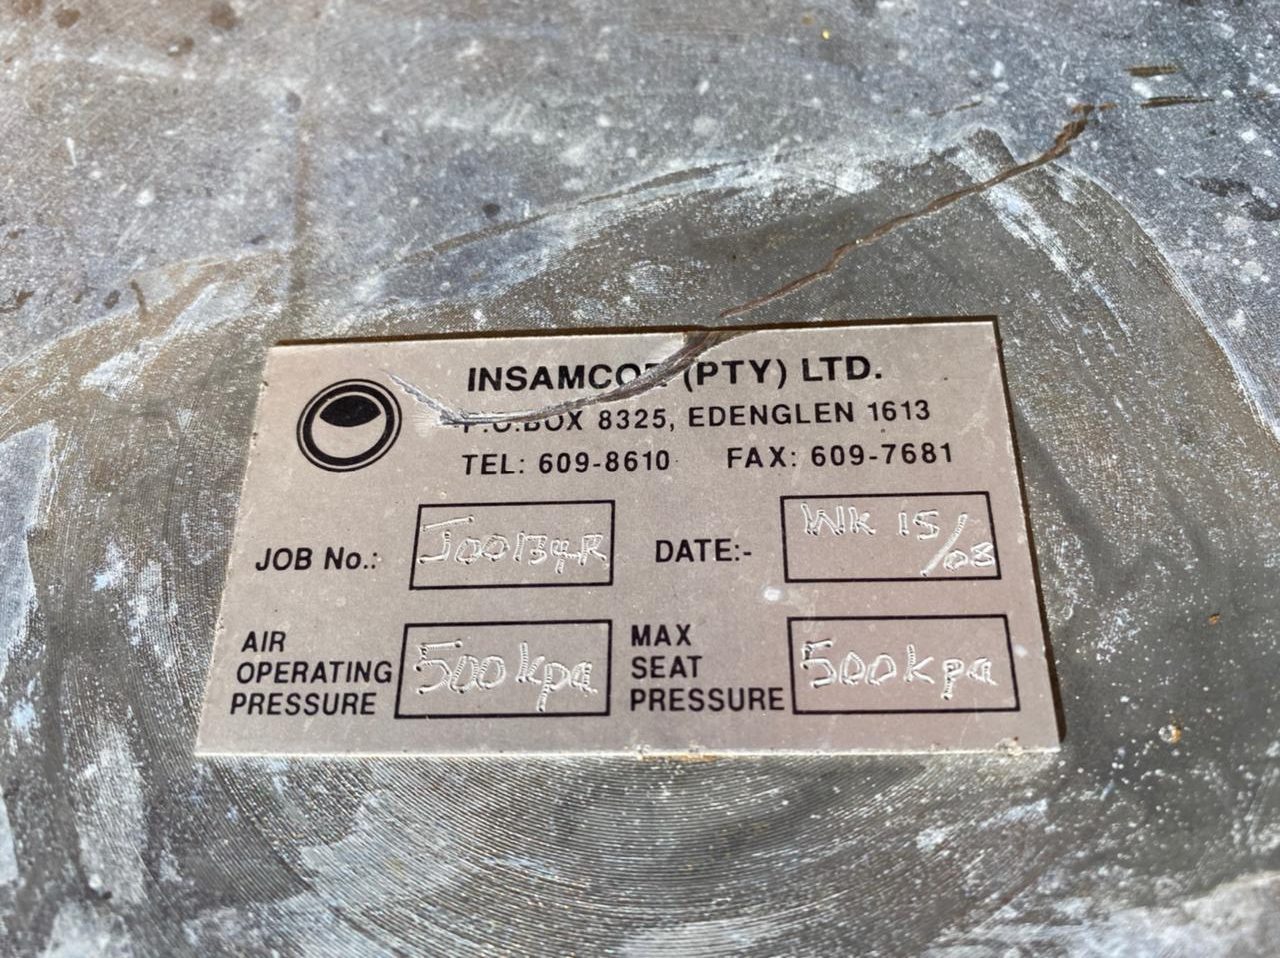 INSAMCOR (PTY) LTD.
P.O.BOX 8325, EDENGLEN 1613
TEL: 609-8610 FAX: 609-7681
JOB No.: J00134R DATE:- WK 15/08
AIR OPERATING PRESSURE 500kpa
MAX SEAT PRESSURE 500kpa